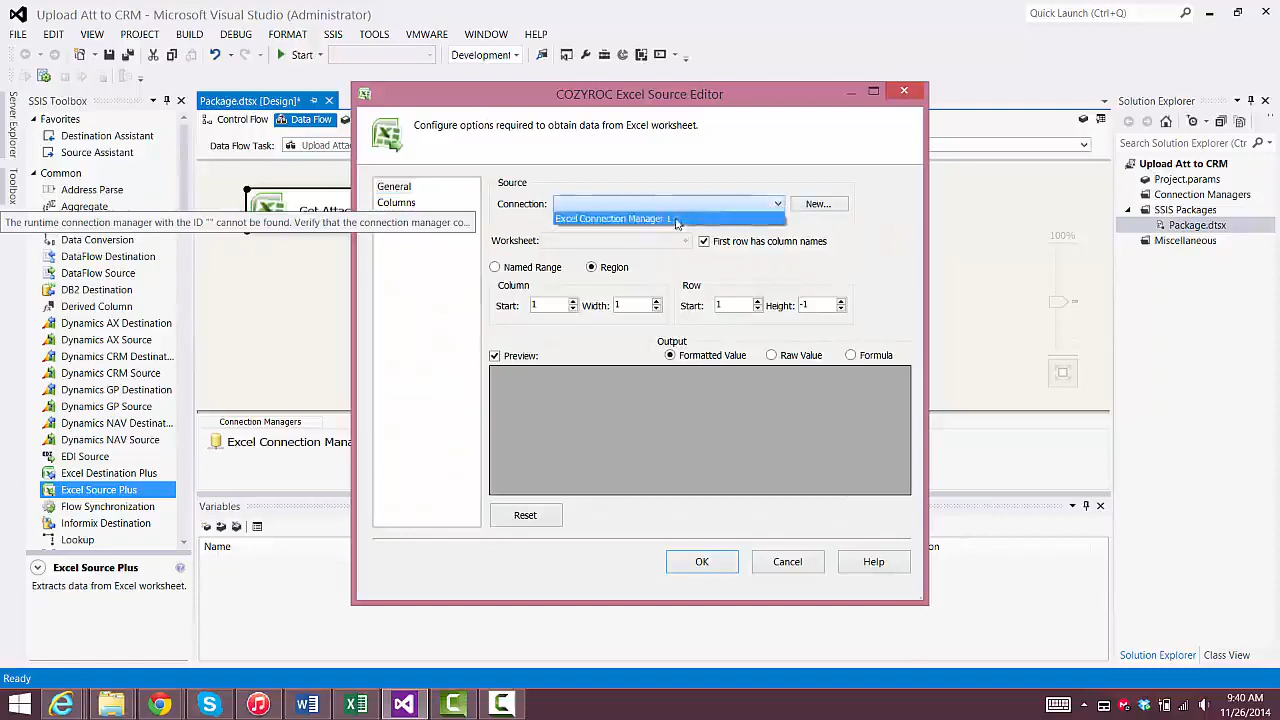 Upload Att to CRM - Microsoft Visual Studio (Administrator)
Quick Launch (Ctrl+Q)
FILE EDIT VIEW PROJECT BUILD DEBUG FORMAT SSIS TOOLS VMWARE WINDOW HELP
Start
Development
SSIS Toolbox
Server Explorer
Toolbox
Favorites
Destination Assistant
Source Assistant
Common
Address Parse
Aggregate
The runtime connection manager with the ID "" cannot be found. Verify that the connection manager co...
Data Conversion
DataFlow Destination
DataFlow Source
DB2 Destination
Derived Column
Dynamics AX Destination
Dynamics AX Source
Dynamics CRM Destinat...
Dynamics CRM Source
Dynamics GP Destination
Dynamics GP Source
Dynamics NAV Destinat...
Dynamics NAV Source
EDI Source
Excel Destination Plus
Excel Source Plus
Flow Synchronization
Informix Destination
Lookup
Excel Source Plus
Extracts data from Excel worksheet.
Package.dtsx [Design]*
Control Flow
Data Flow
Data Flow Task:
Upload Attac
Get Attac
Connection Managers
Excel Connection Mana
Variables
Name
COZYROC Excel Source Editor
Configure options required to obtain data from Excel worksheet.
General
Columns
Source
Connection:
New...
Excel Connection Manager 1
Worksheet:
First row has column names
Named Range
Region
Column
Start: 1 Width: 1
Row
Start: 1 Height: -1
Output
Preview:
Formatted Value
Raw Value
Formula
Reset
OK
Cancel
Help
100%
ion
Solution Explorer
Search Solution Explorer (Ctrl
Upload Att to CRM
Project.params
Connection Managers
SSIS Packages
Package.dtsx
Miscellaneous
Solution Explorer
Class View
Ready
9:40 AM
11/26/2014